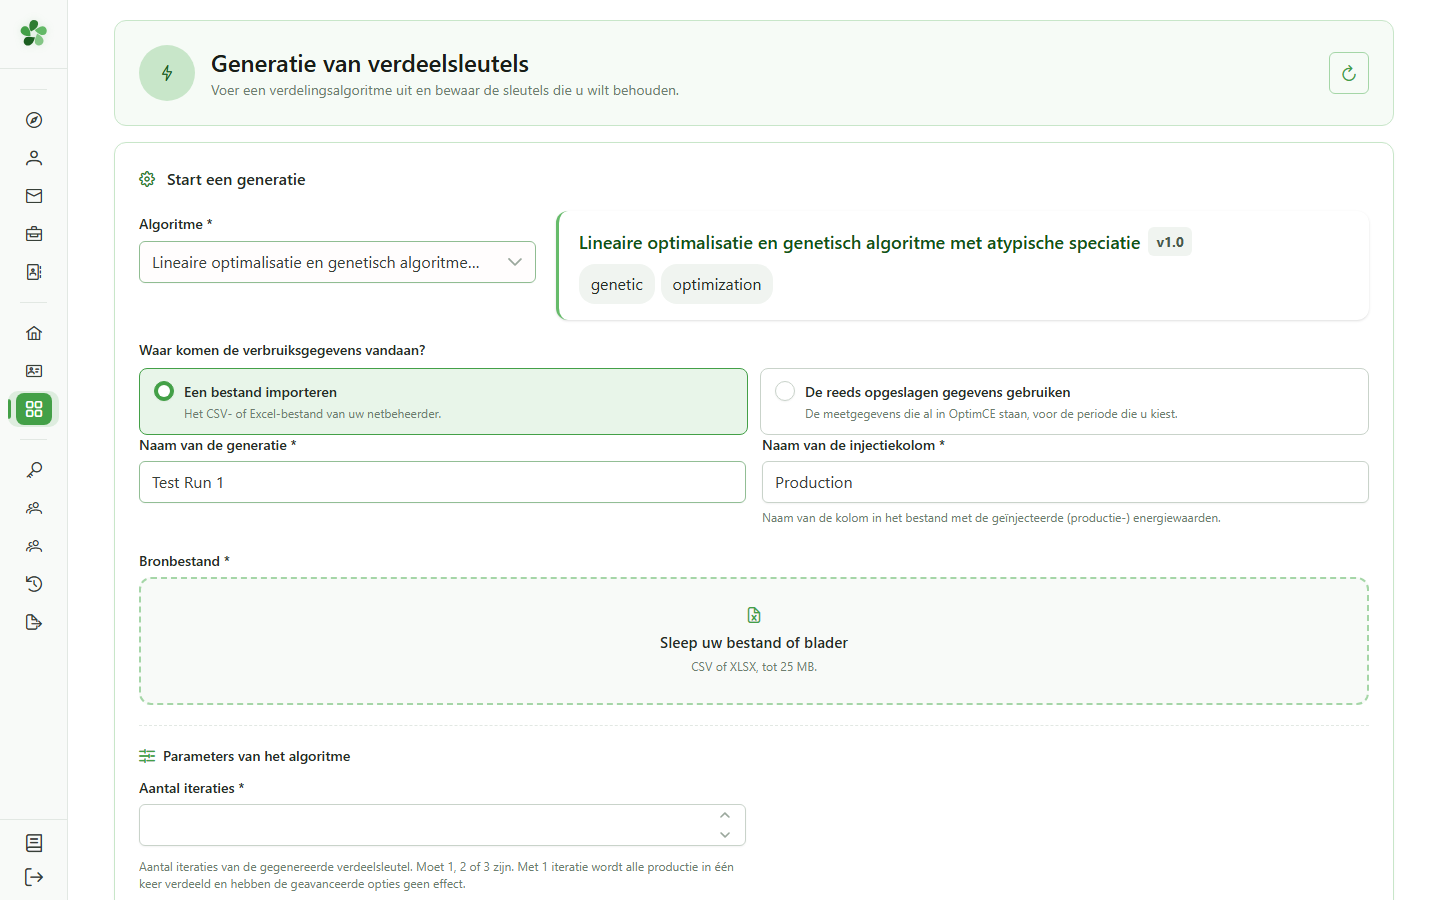 Generatie van verdeelsleutels
Voer een verdelingsalgoritme uit en bewaar de sleutels die u wilt behouden.
Start een generatie
Algoritme *
Lineaire optimalisatie en genetisch algoritme...
Lineaire optimalisatie en genetisch algoritme met atypische speciatie v1.0
genetic optimization
Waar komen de verbruiksgegevens vandaan?
Een bestand importeren
Het CSV- of Excel-bestand van uw netbeheerder.
De reeds opgeslagen gegevens gebruiken
De meetgegevens die al in OptimCE staan, voor de periode die u kiest.
Naam van de generatie *
Test Run 1
Naam van de injectiekolom *
Production
Naam van de kolom in het bestand met de geïnjecteerde (productie-) energiewaarden.
Bronbestand *
Sleep uw bestand of blader
CSV of XLSX, tot 25 MB.
Parameters van het algoritme
Aantal iteraties *
Aantal iteraties van de gegenereerde verdeelsleutel. Moet 1, 2 of 3 zijn. Met 1 iteratie wordt alle productie in één
keer verdeeld en hebben de geavanceerde opties geen effect.